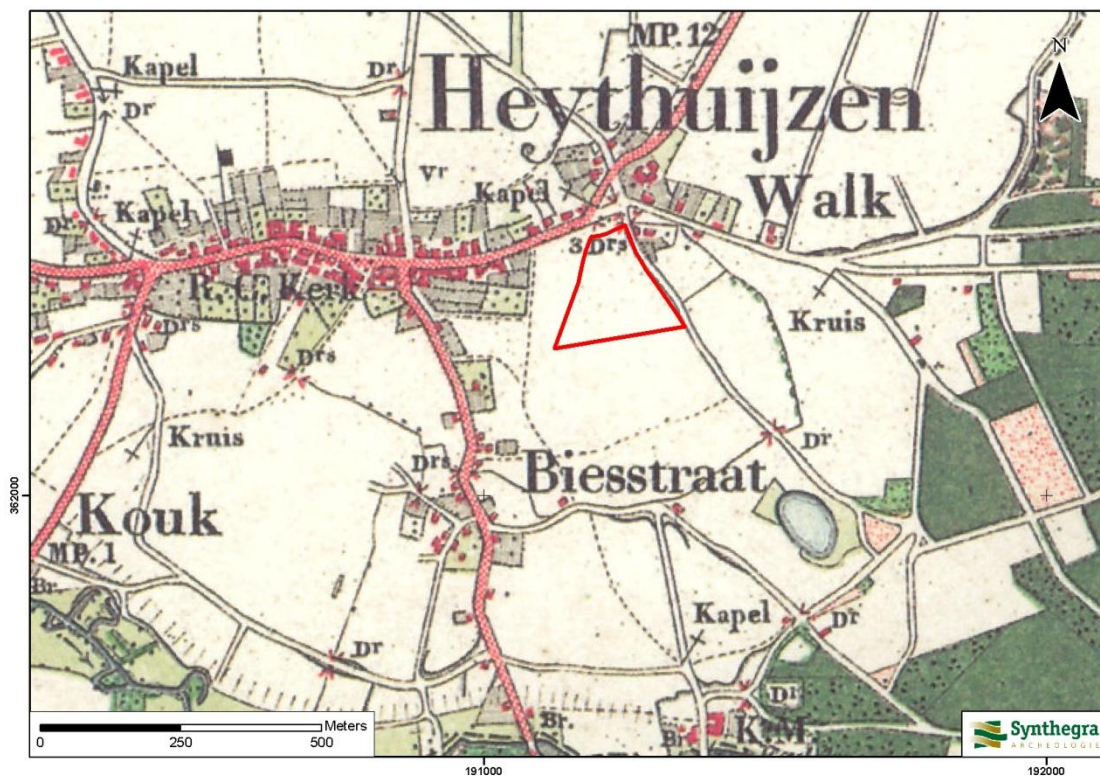 MP. 12
N
Kapel
Dr
Heythuijzen
Dr
Vr
Kapel
Walk
Dr
Kapel
3 Drs
R. C. Kerk
Kruis
Drs
Drs
Kruis
Dr
Drs
Biesstraat
362000
Kouk
MP. 1
Br.
Kapel
Dr
Dr
Dr
K. M.
Br.
Br
Meters
0 250 500
Synthegra
ARCHEOLOGIE
191000 192000